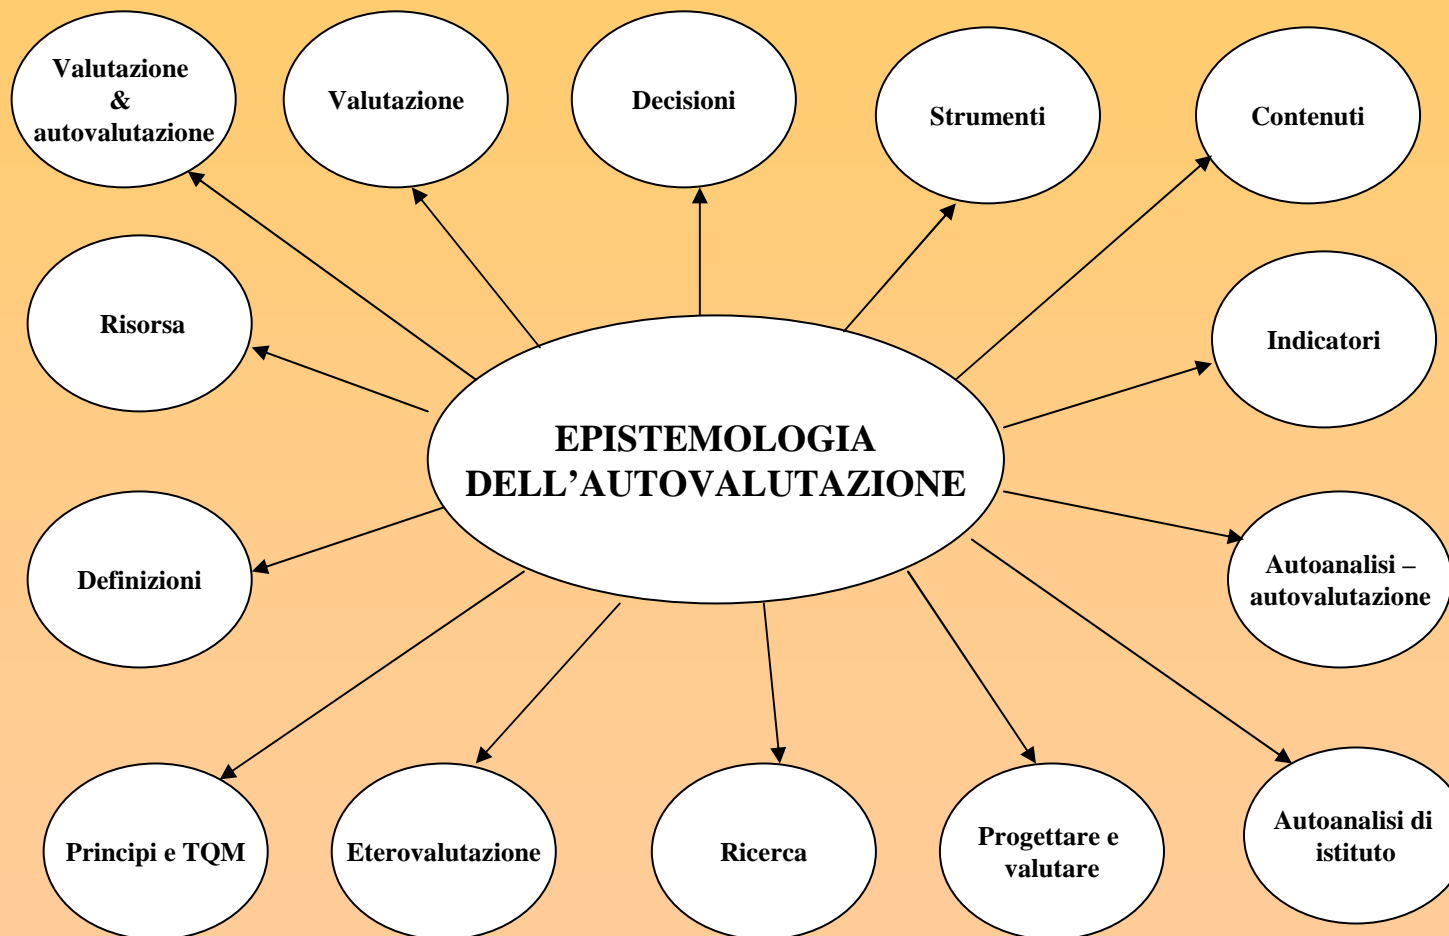 Valutazione
&
autovalutazione
Valutazione
Decisioni
Strumenti
Contenuti
Risorsa
Indicatori
EPISTEMOLOGIA
DELL’AUTOVALUTAZIONE
Definizioni
Autoanalisi –
autovalutazione
Principi e TQM
Eterovalutazione
Ricerca
Progettare e
valutare
Autoanalisi di
istituto